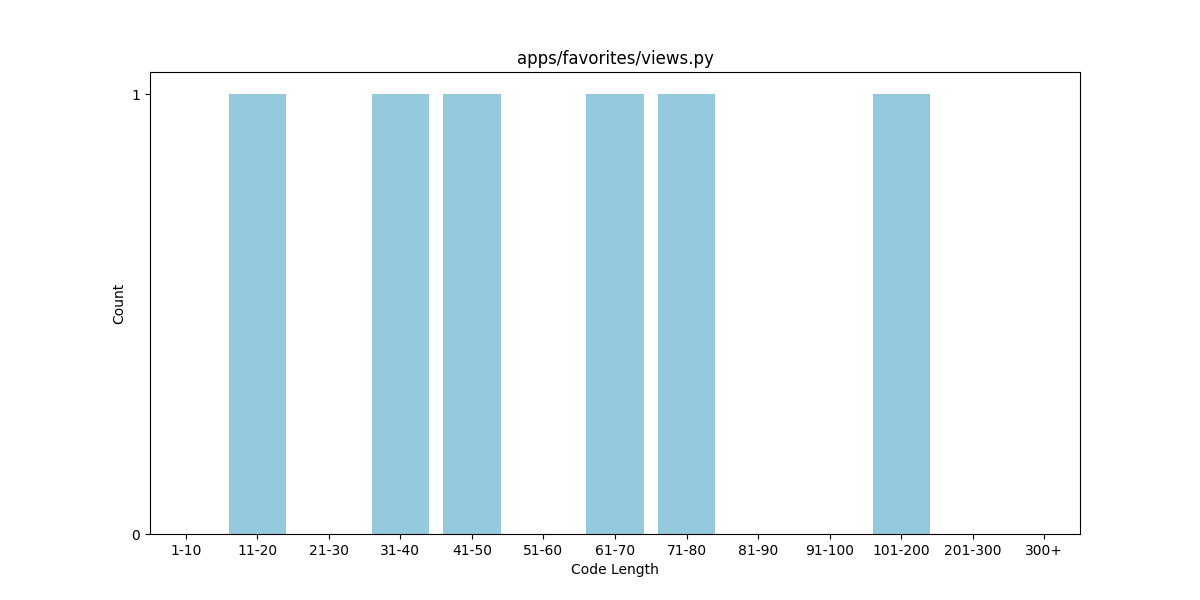 apps/favorites/views.py
1
Count
0
1-10 11-20 21-30 31-40 41-50 51-60 61-70 71-80 81-90 91-100 101-200 201-300 300+
Code Length